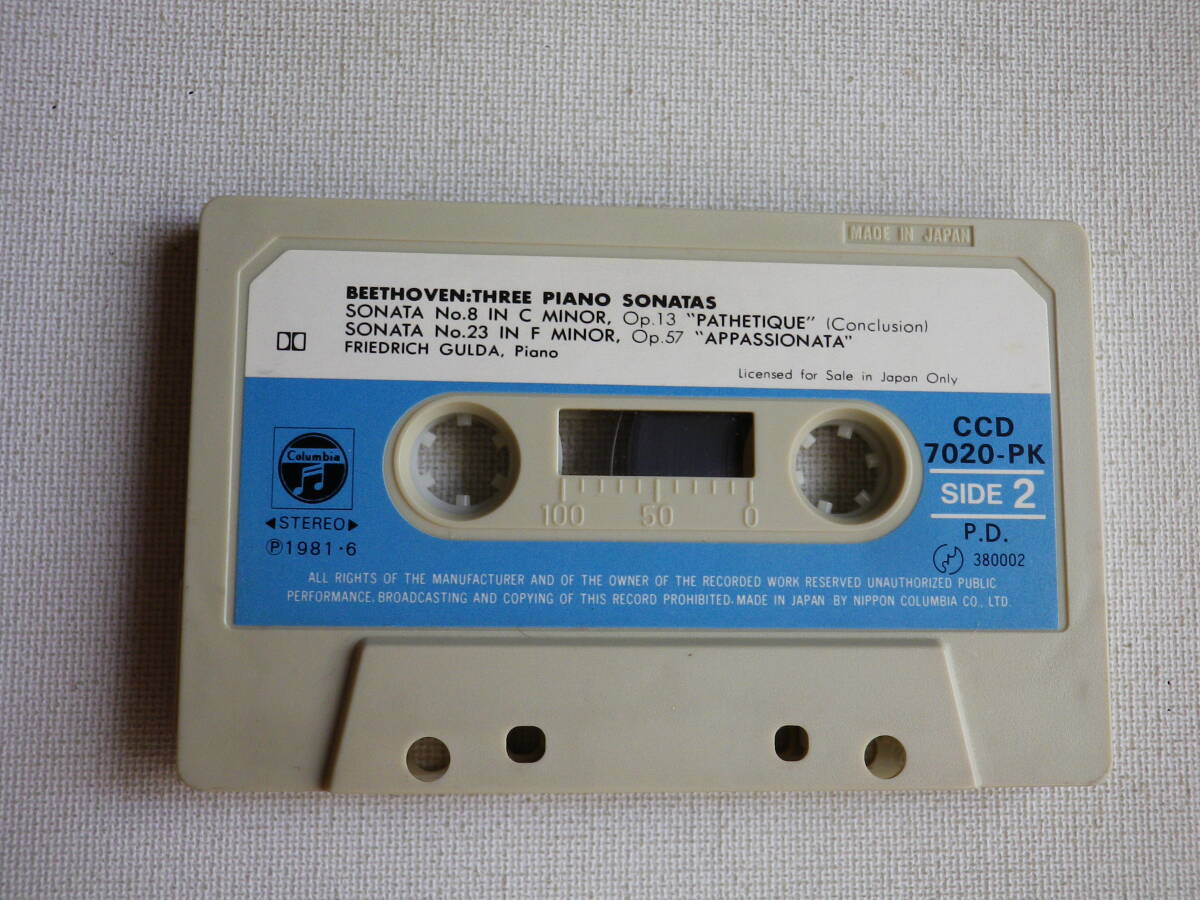 MADE IN JAPAN
BEETHOVEN:THREE PIANO SONATAS
SONATA No.8 IN C MINOR, Op.13 "PATHETIQUE" (Conclusion)
SONATA No.23 IN F MINOR, Op.57 "APPASSIONATA"
FRIEDRICH GULDA, Piano
Licensed for Sale in Japan Only
Columbia
◀STEREO▶
Ⓟ1981・6
100 50 0
CCD
7020-PK
SIDE 2
P.D.
380002
ALL RIGHTS OF THE MANUFACTURER AND OF THE OWNER OF THE RECORDED WORK RESERVED UNAUTHORIZED PUBLIC
PERFORMANCE, BROADCASTING AND COPYING OF THIS RECORD PROHIBITED. MADE IN JAPAN BY NIPPON COLUMBIA CO., LTD.